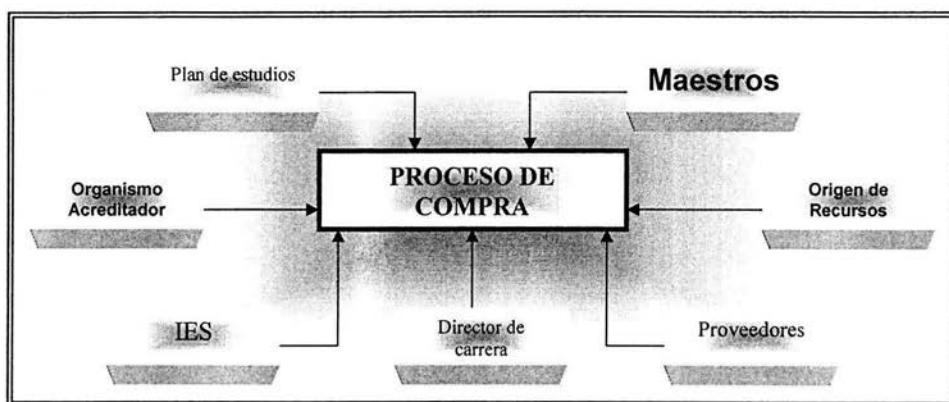 Plan de estudios
Maestros
PROCESO DE
COMPRA
Organismo
Acreditador
Origen de
Recursos
IES
Director de
carrera
Proveedores